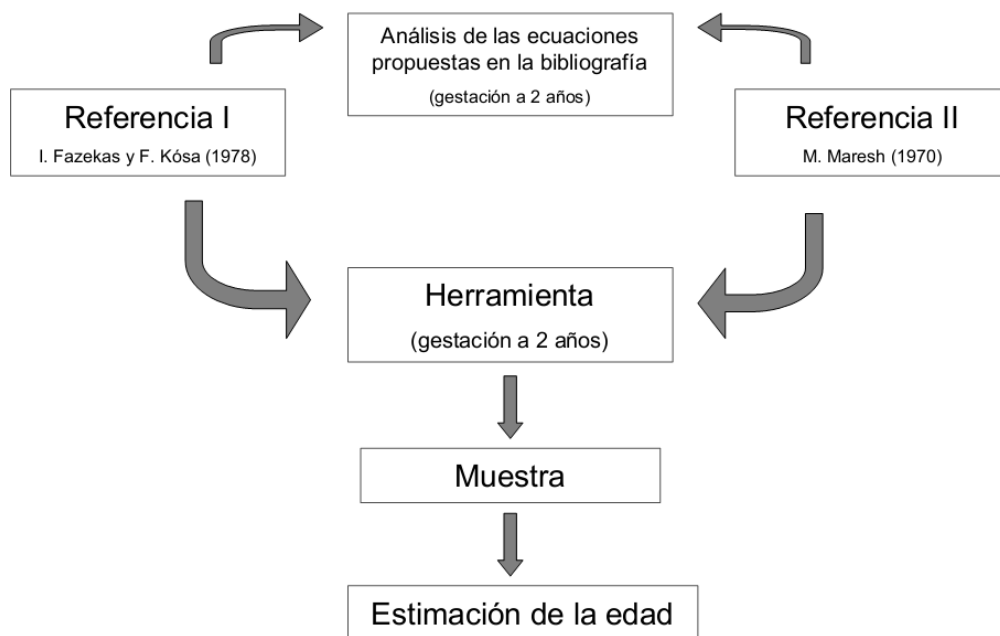 Análisis de las ecuaciones
propuestas en la bibliografía
(gestación a 2 años)
Referencia I
I. Fazekas y F. Kósa (1978)
Referencia II
M. Maresh (1970)
Herramienta
(gestación a 2 años)
Muestra
Estimación de la edad